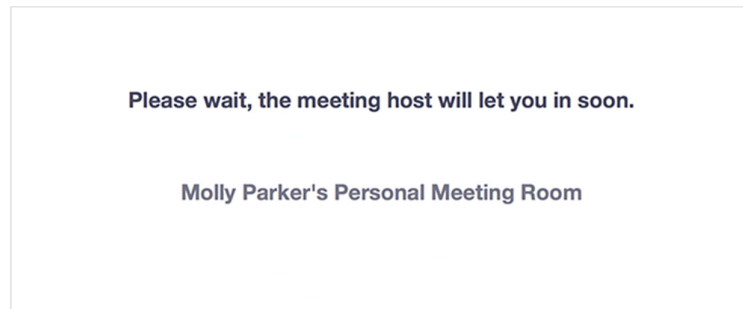 Please wait, the meeting host will let you in soon.
Molly Parker's Personal Meeting Room